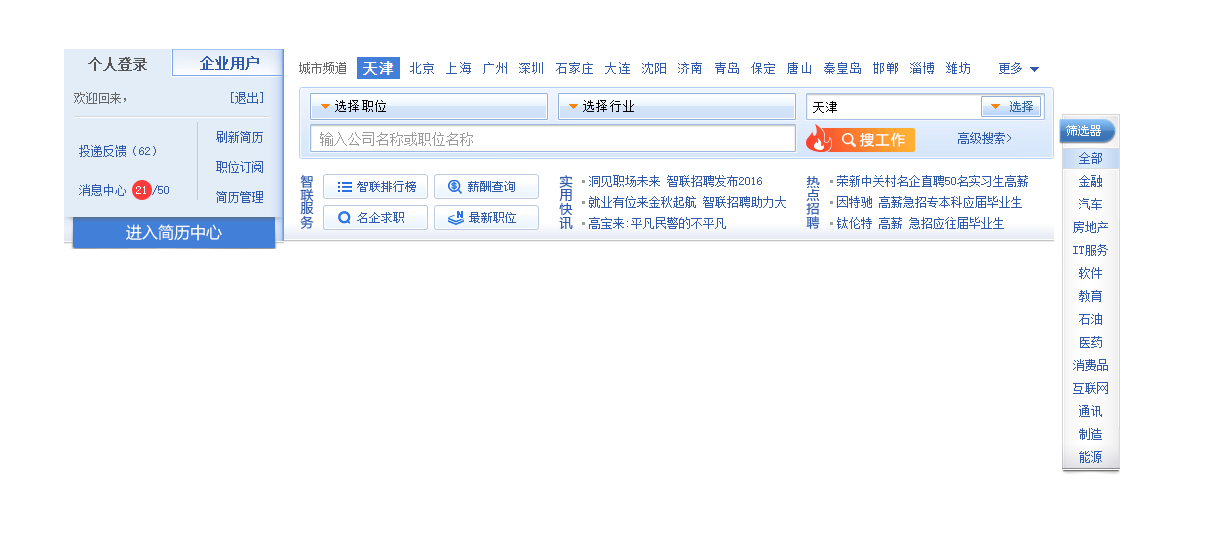 个人登录 企业用户
欢迎回来， [退出]
投递反馈（62）
消息中心 21/50
刷新简历
职位订阅
简历管理
进入简历中心
城市频道 天津 北京 上海 广州 深圳 石家庄 大连 沈阳 济南 青岛 保定 唐山 秦皇岛 邯郸 淄博 潍坊 更多
选择职位 选择行业 天津 选择
输入公司名称或职位名称 搜工作 高级搜索>
智联服务
智联排行榜 薪酬查询
名企求职 最新职位
实用快讯
洞见职场未来 智联招聘发布2016
就业有位来金秋起航 智联招聘助力大
高宝来:平凡民警的不平凡
热点招聘
荣新中关村名企直聘50名实习生高薪
因特驰 高薪急招专本科应届毕业生
钛伦特 高薪 急招应往届毕业生
筛选器
全部
金融
汽车
房地产
IT服务
软件
教育
石油
医药
消费品
互联网
通讯
制造
能源